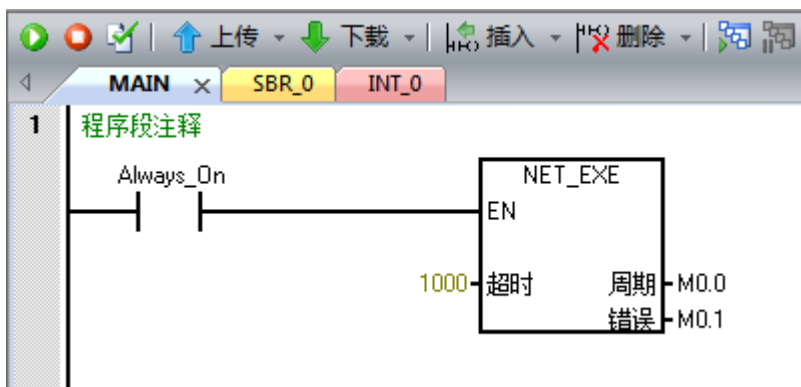 上传 下载 插入 删除
MAIN SBR_0 INT_0
1 程序段注释
Always_On NET_EXE
EN
1000 超时 周期 M0.0
错误 M0.1